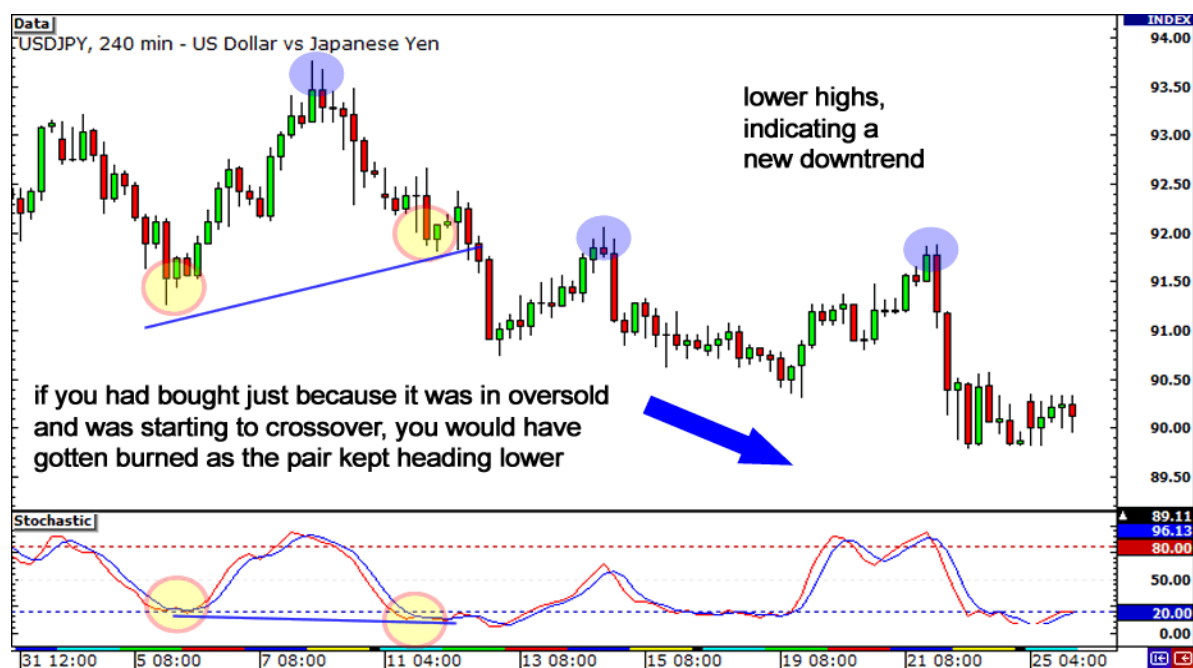 Data
INDEX
USDJPY, 240 min - US Dollar vs Japanese Yen
94.00
93.50
lower highs,
indicating a
new downtrend
93.00
92.50
92.00
91.50
91.00
90.50
if you had bought just because it was in oversold
and was starting to crossover, you would have
gotten burned as the pair kept heading lower
90.00
89.50
Stochastic
89.11
96.13
80.00
50.00
20.00
0.00
31 12:00
5 08:00
7 08:00
11 04:00
13 08:00
15 08:00
19 08:00
21 08:00
25 04:00